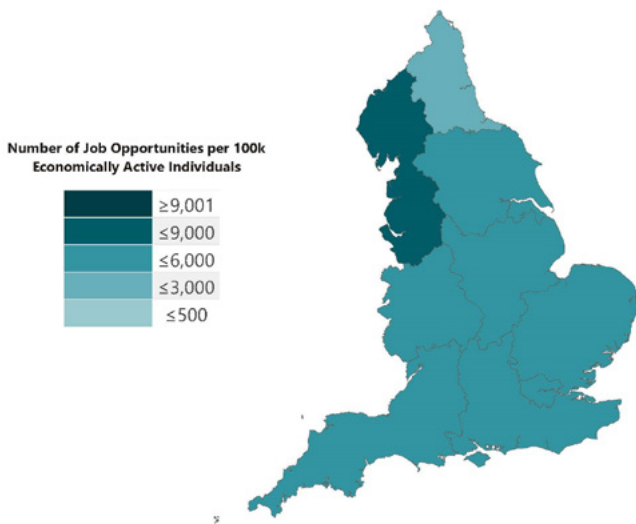 Number of Job Opportunities per 100k
Economically Active Individuals
≥9,001
≤9,000
≤6,000
≤3,000
≤500